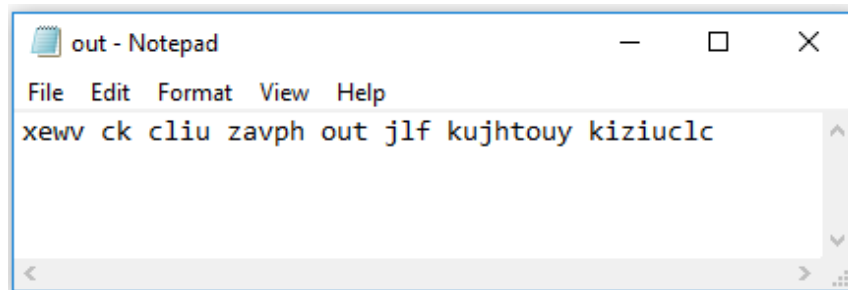 out - Notepad
File Edit Format View Help
xewv ck cliu zavph out jlf kujhtouy kiziuclc